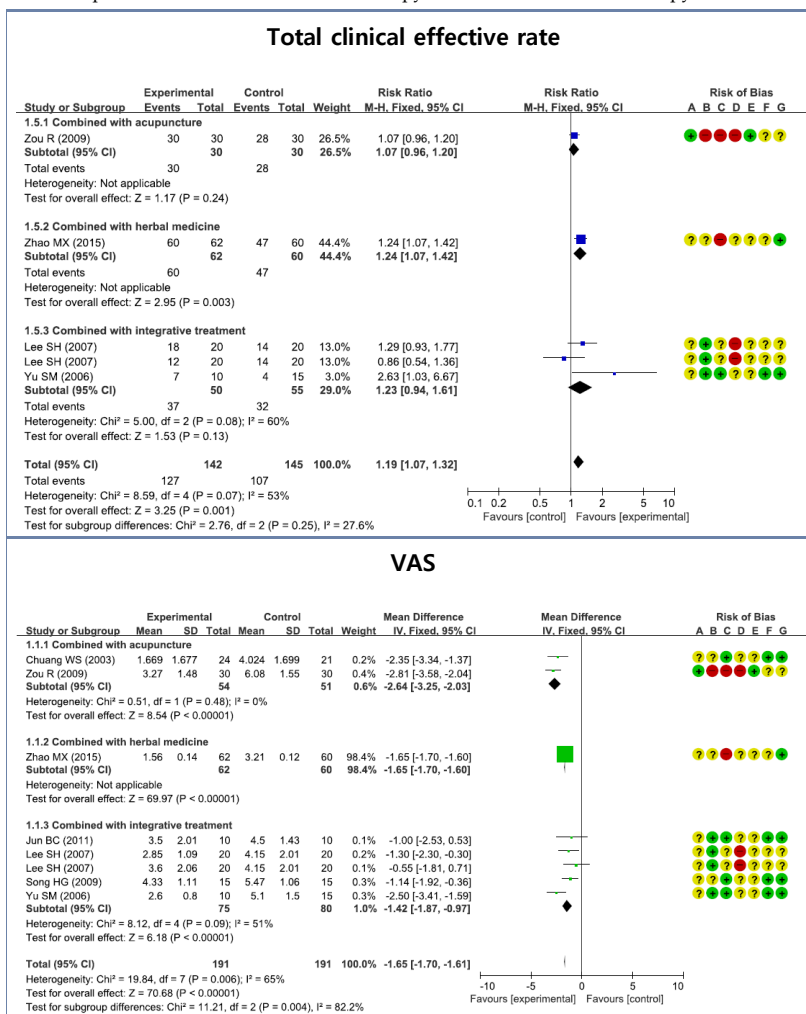 Total clinical effective rate
Experimental Control Risk Ratio Risk Ratio Risk of Bias
Study or Subgroup Events Total Events Total Weight M-H, Fixed, 95% CI M-H, Fixed, 95% CI A B C D E F G
1.5.1 Combined with acupuncture
Zou R (2009) 30 30 28 30 26.5% 1.07 [0.96, 1.20] + - - - + ? ?
Subtotal (95% CI) 30 30 26.5% 1.07 [0.96, 1.20]
Total events 30 28
Heterogeneity: Not applicable
Test for overall effect: Z = 1.17 (P = 0.24)
1.5.2 Combined with herbal medicine
Zhao MX (2015) 60 62 47 60 44.4% 1.24 [1.07, 1.42] ? ? - ? ? ? +
Subtotal (95% CI) 62 60 44.4% 1.24 [1.07, 1.42]
Total events 60 47
Heterogeneity: Not applicable
Test for overall effect: Z = 2.95 (P = 0.003)
1.5.3 Combined with integrative treatment
Lee SH (2007) 18 20 14 20 13.0% 1.29 [0.93, 1.77] ? + ? - ? ? ?
Lee SH (2007) 12 20 14 20 13.0% 0.86 [0.54, 1.36] ? + ? - ? ? ?
Yu SM (2006) 7 10 4 15 3.0% 2.63 [1.03, 6.67] ? + + ? ? + +
Subtotal (95% CI) 50 55 29.0% 1.23 [0.94, 1.61]
Total events 37 32
Heterogeneity: Chi² = 5.00, df = 2 (P = 0.08); I² = 60%
Test for overall effect: Z = 1.53 (P = 0.13)
Total (95% CI) 142 145 100.0% 1.19 [1.07, 1.32]
Total events 127 107
Heterogeneity: Chi² = 8.59, df = 4 (P = 0.07); I² = 53%
0.1 0.2 0.5 1 2 5 10
Test for overall effect: Z = 3.25 (P = 0.001)
Favours [control] Favours [experimental]
Test for subgroup differences: Chi² = 2.76, df = 2 (P = 0.25), I² = 27.6%
VAS
Experimental Control Mean Difference Mean Difference Risk of Bias
Study or Subgroup Mean SD Total Mean SD Total Weight IV, Fixed, 95% CI IV, Fixed, 95% CI A B C D E F G
1.1.1 Combined with acupuncture
Chuang WS (2003) 1.669 1.677 24 4.024 1.699 21 0.2% -2.35 [-3.34, -1.37] ? ? + ? ? + +
Zou R (2009) 3.27 1.48 30 6.08 1.55 30 0.4% -2.81 [-3.58, -2.04] + - - - + ? ?
Subtotal (95% CI) 54 51 0.6% -2.64 [-3.25, -2.03]
Heterogeneity: Chi² = 0.51, df = 1 (P = 0.48); I² = 0%
Test for overall effect: Z = 8.54 (P < 0.00001)
1.1.2 Combined with herbal medicine
Zhao MX (2015) 1.56 0.14 62 3.21 0.12 60 98.4% -1.65 [-1.70, -1.60] ? ? - ? ? ? +
Subtotal (95% CI) 62 60 98.4% -1.65 [-1.70, -1.60]
Heterogeneity: Not applicable
Test for overall effect: Z = 69.97 (P < 0.00001)
1.1.3 Combined with integrative treatment
Jun BC (2011) 3.5 2.01 10 4.5 1.43 10 0.1% -1.00 [-2.53, 0.53] ? + + ? ? + +
Lee SH (2007) 2.85 1.09 20 4.15 2.01 20 0.2% -1.30 [-2.30, -0.30] ? + ? - ? ? ?
Lee SH (2007) 3.6 2.06 20 4.15 2.01 20 0.2% -0.55 [-1.81, 0.71] ? + ? - ? ? ?
Song HG (2009) 4.33 1.11 15 5.47 1.06 15 0.3% -1.14 [-1.92, -0.36] ? ? + ? ? + +
Yu SM (2006) 2.6 0.8 10 5.1 1.5 15 0.3% -2.50 [-3.41, -1.59] ? + + ? ? + +
Subtotal (95% CI) 75 80 1.0% -1.42 [-1.87, -0.97]
Heterogeneity: Chi² = 8.12, df = 4 (P = 0.09); I² = 51%
Test for overall effect: Z = 6.18 (P < 0.00001)
Total (95% CI) 191 191 100.0% -1.65 [-1.70, -1.61]
Heterogeneity: Chi² = 19.84, df = 7 (P = 0.006); I² = 65%
-10 -5 0 5 10
Test for overall effect: Z = 70.68 (P < 0.00001)
Favours [experimental] Favours [control]
Test for subgroup differences: Chi² = 11.21, df = 2 (P = 0.004), I² = 82.2%